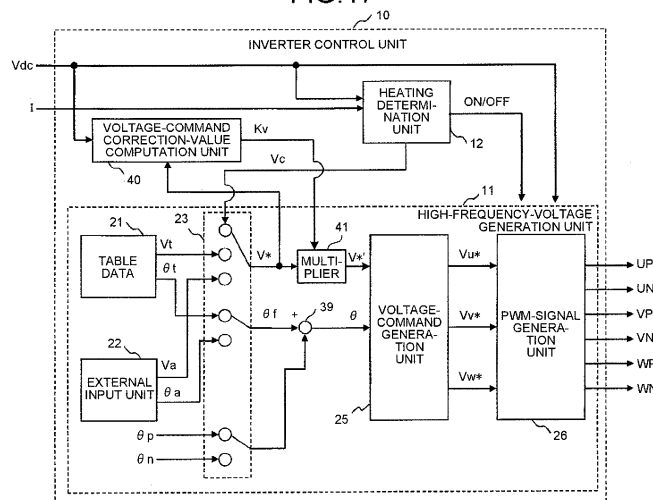 10
INVERTER CONTROL UNIT
Vdc
I
HEATING
DETERMI-
NATION
UNIT
12
ON/OFF
VOLTAGE-COMMAND
CORRECTION-VALUE
COMPUTATION UNIT
40
Kv
Vc
11
HIGH-FREQUENCY-VOLTAGE
GENERATION UNIT
21
TABLE
DATA
Vt
θt
23
V*
41
MULTI-
PLIER
V*'
22
EXTERNAL
INPUT UNIT
Va
θa
θf
+
39
θ
θp
θn
VOLTAGE-
COMMAND
GENERA-
TION
UNIT
25
Vu*
Vv*
Vw*
PWM-SIGNAL
GENERA-
TION
UNIT
26
UP
UN
VP
VN
WP
WN